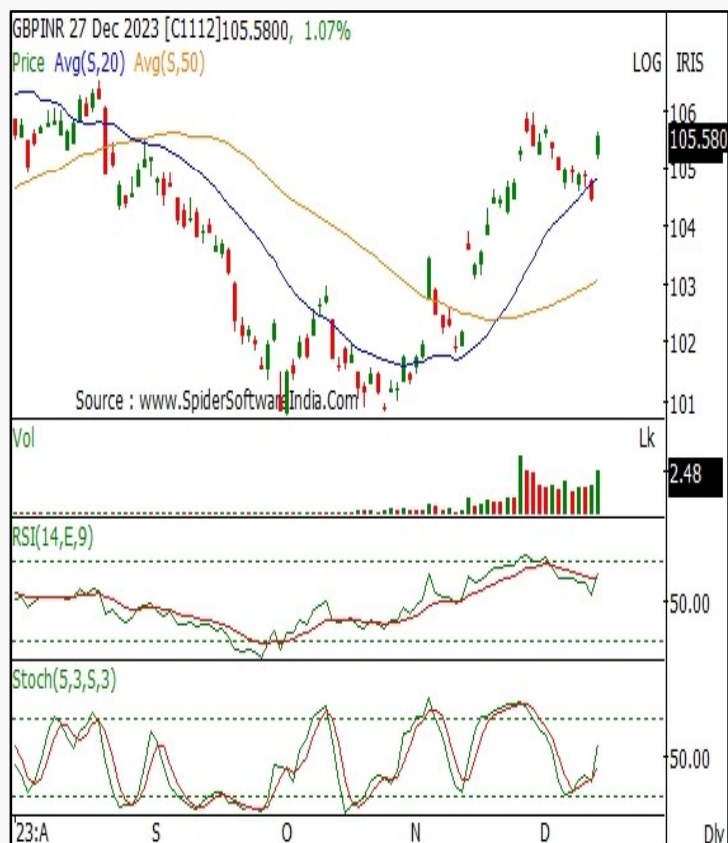 GBPINR 27 Dec 2023 [C1112]105.5800, 1.07%
Price Avg(S,20) Avg(S,50) LOG IRIS
106
105.580
105
104
103
102
101
Source : www.SpiderSoftwareIndia.Com
Vol Lk
2.48
RSI(14,E,9)
50.00
Stoch(5,3,S,3)
50.00
23:A S O N D Dly